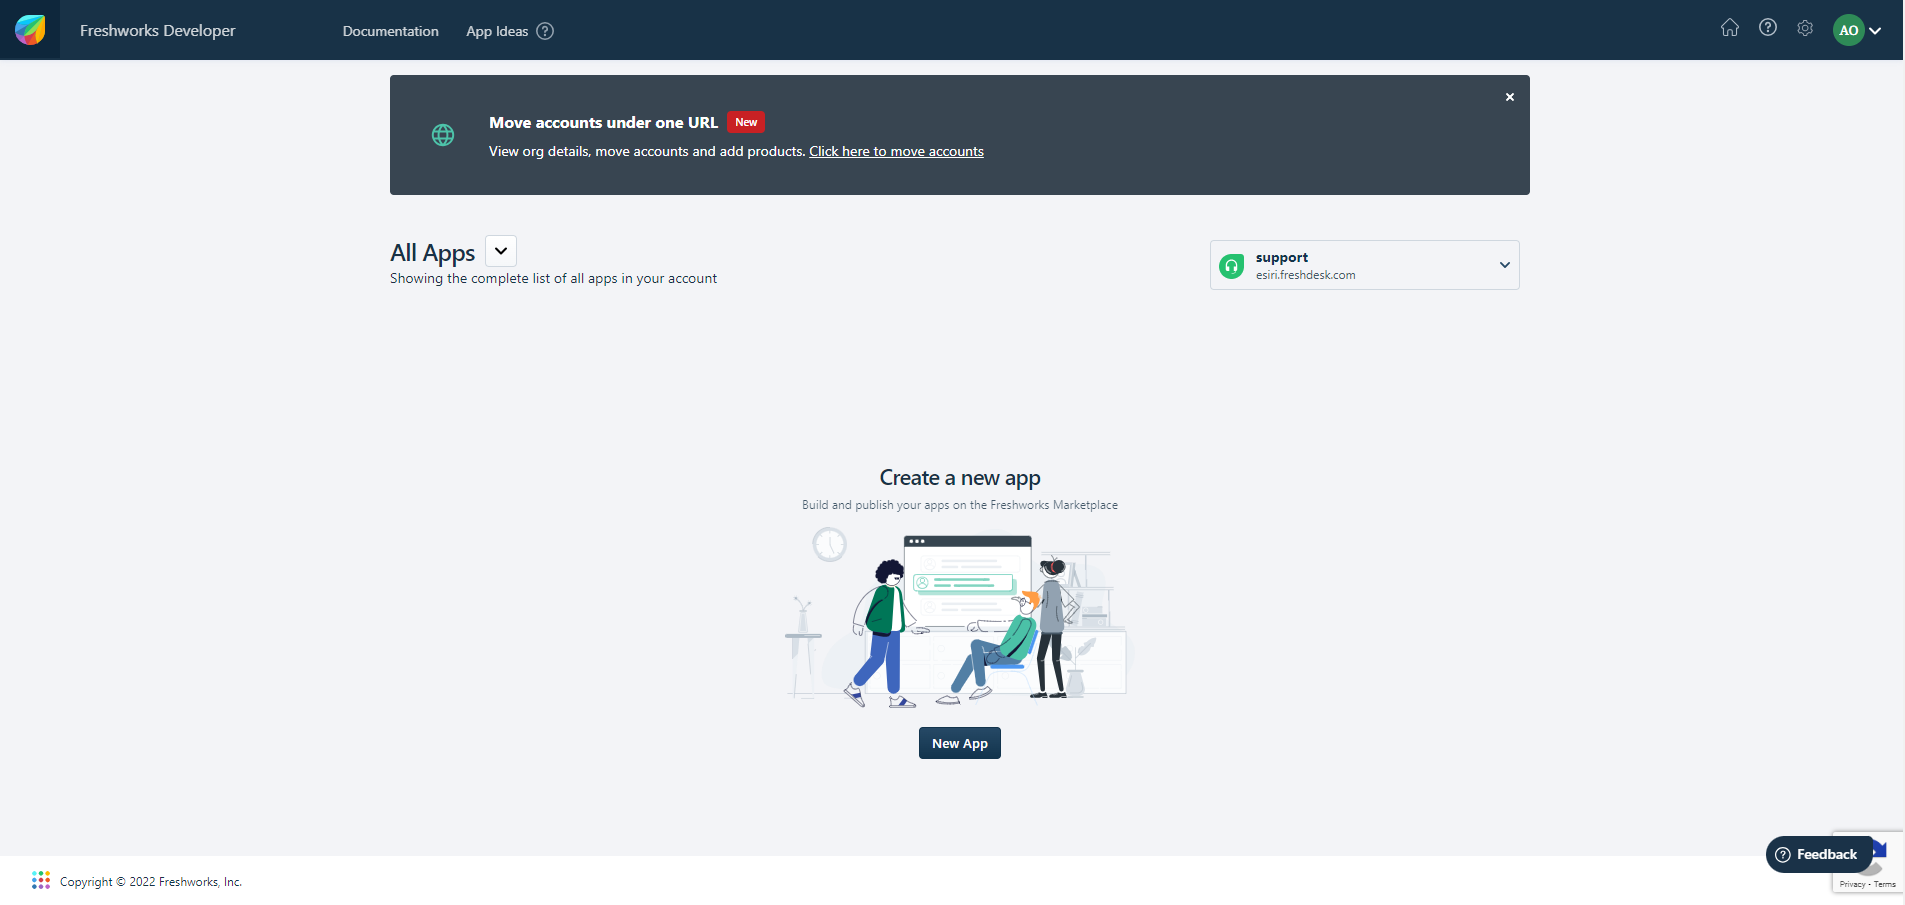 Freshworks Developer
Documentation
App Ideas
AO
Move accounts under one URL New
View org details, move accounts and add products. Click here to move accounts
All Apps
Showing the complete list of all apps in your account
support
esiri.freshdesk.com
Create a new app
Build and publish your apps on the Freshworks Marketplace
New App
Feedback
Privacy - Terms
Copyright © 2022 Freshworks, Inc.